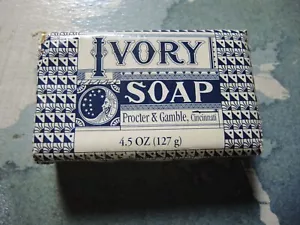 IVORY
SOAP
Procter & Gamble, Cincinnati
4.5 OZ (127 g)